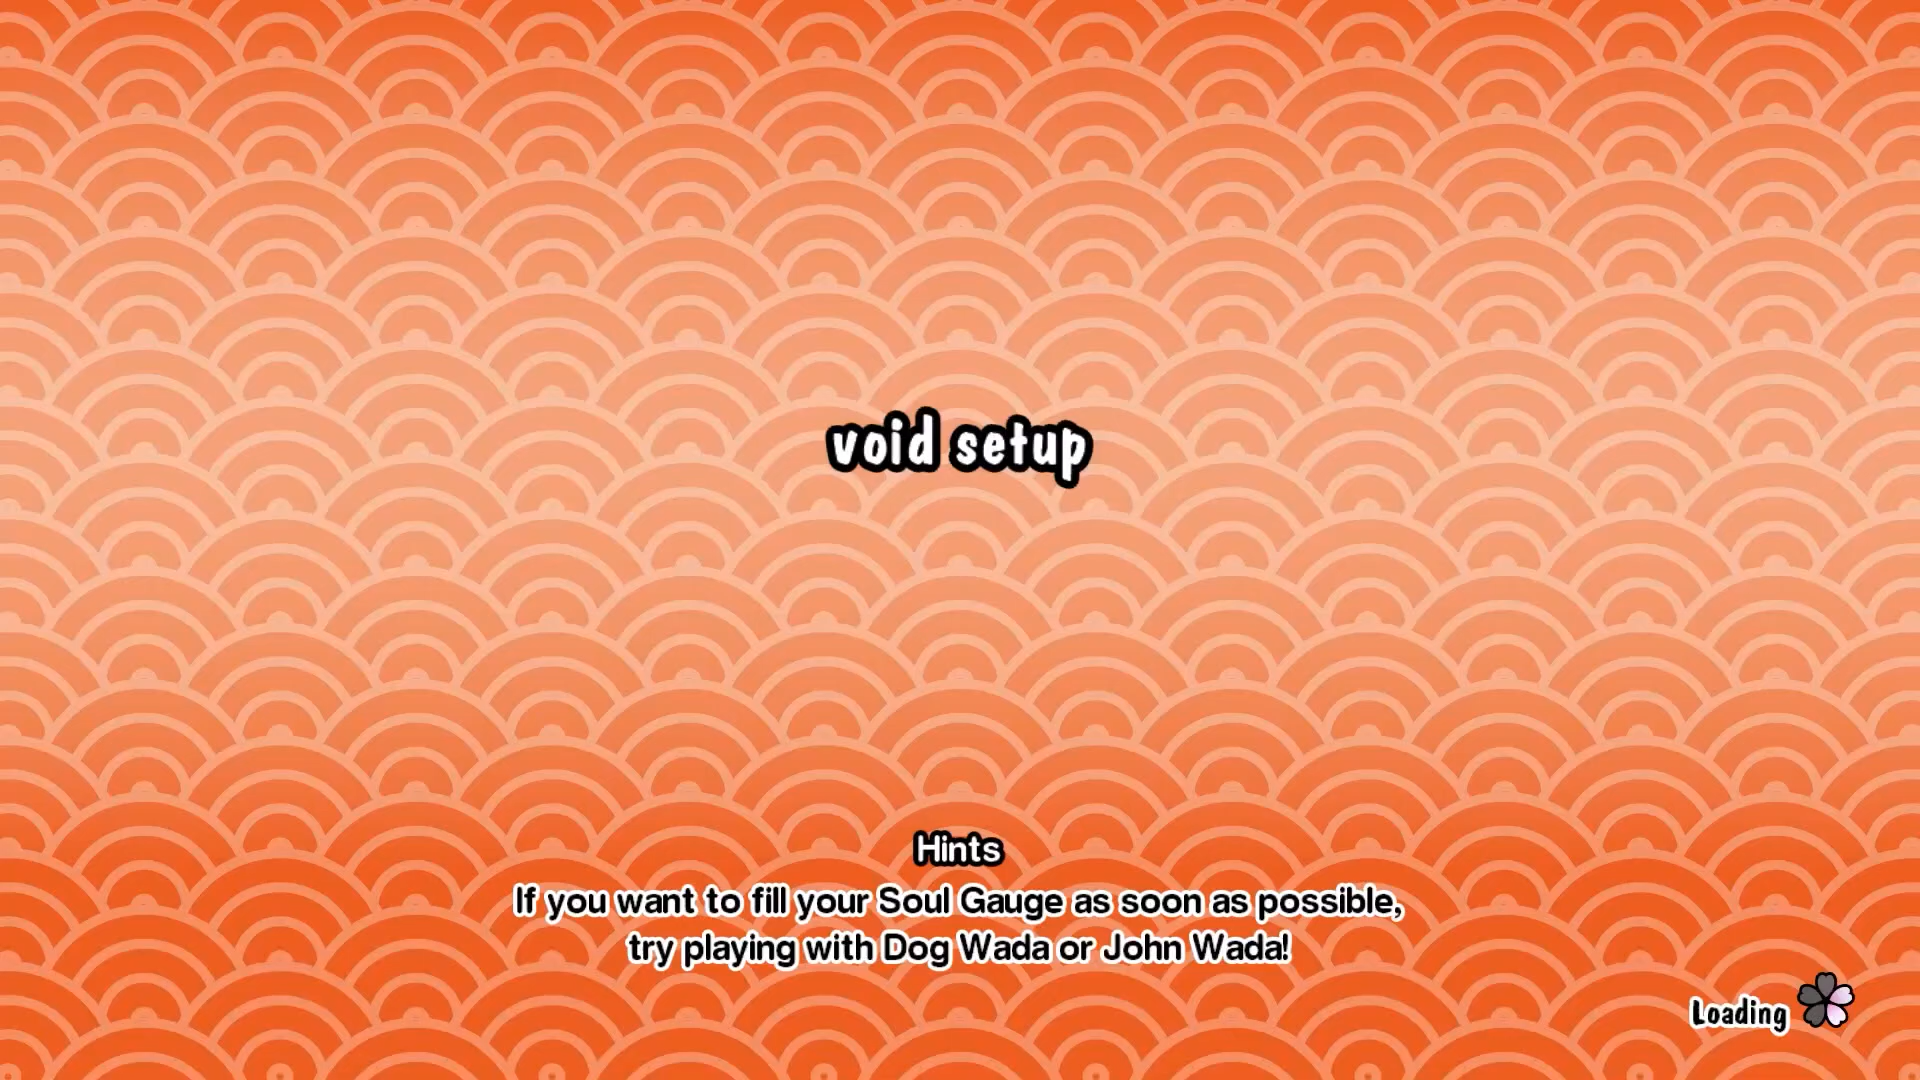 void setup
Hints
If you want to fill your Soul Gauge as soon as possible,
try playing with Dog Wada or John Wada!
Loading